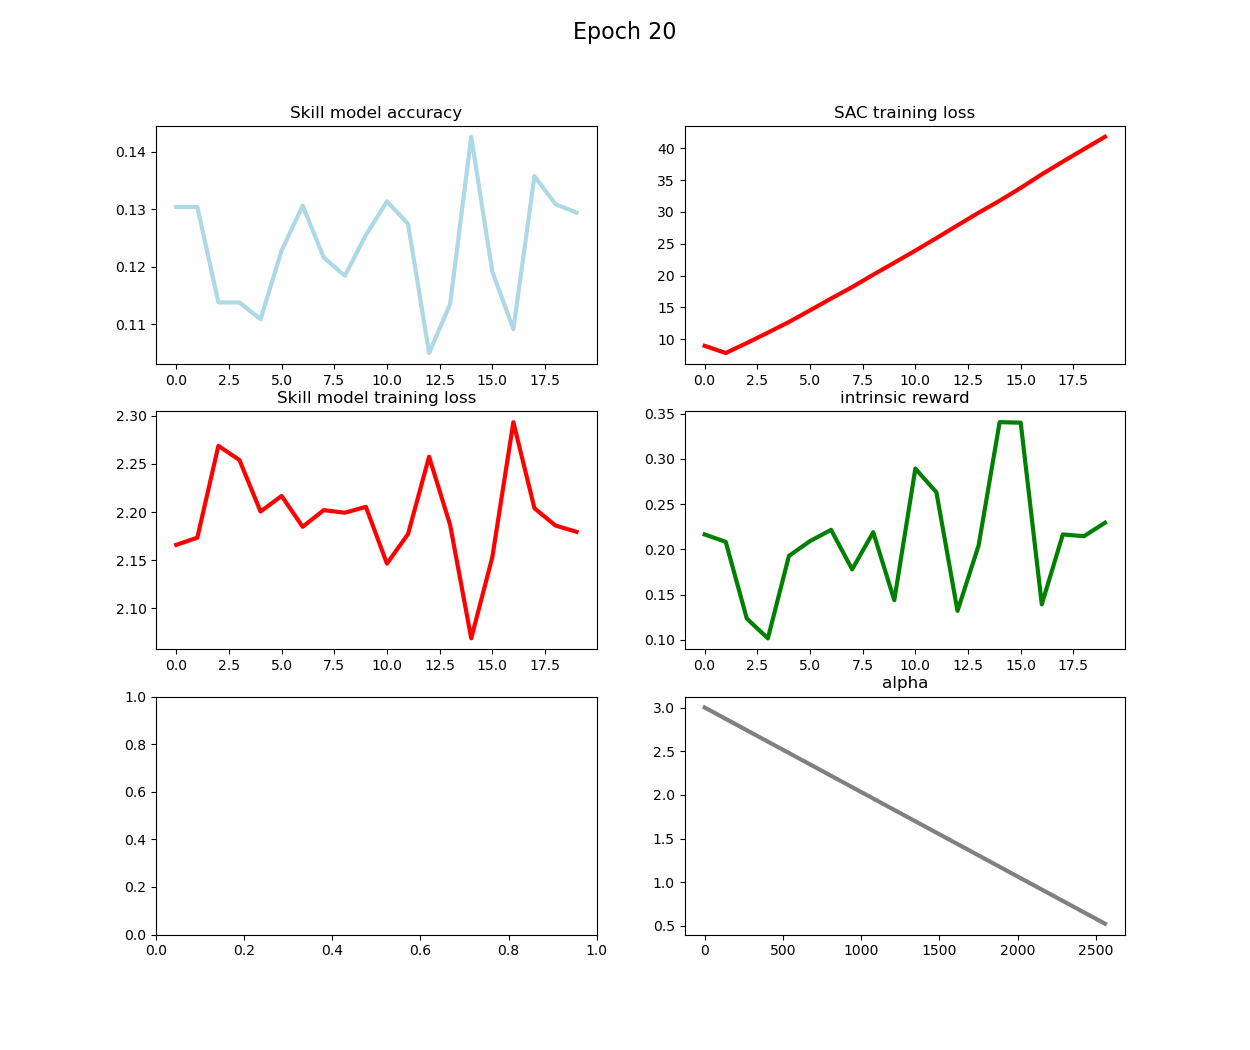 Epoch 20
Skill model accuracy
0.14
0.13
0.12
0.11
0.0 2.5 5.0 7.5 10.0 12.5 15.0 17.5
SAC training loss
40
35
30
25
20
15
10
0.0 2.5 5.0 7.5 10.0 12.5 15.0 17.5
Skill model training loss
2.30
2.25
2.20
2.15
2.10
0.0 2.5 5.0 7.5 10.0 12.5 15.0 17.5
intrinsic reward
0.35
0.30
0.25
0.20
0.15
0.10
0.0 2.5 5.0 7.5 10.0 12.5 15.0 17.5
1.0
0.8
0.6
0.4
0.2
0.0
0.0 0.2 0.4 0.6 0.8 1.0
alpha
3.0
2.5
2.0
1.5
1.0
0.5
0 500 1000 1500 2000 2500